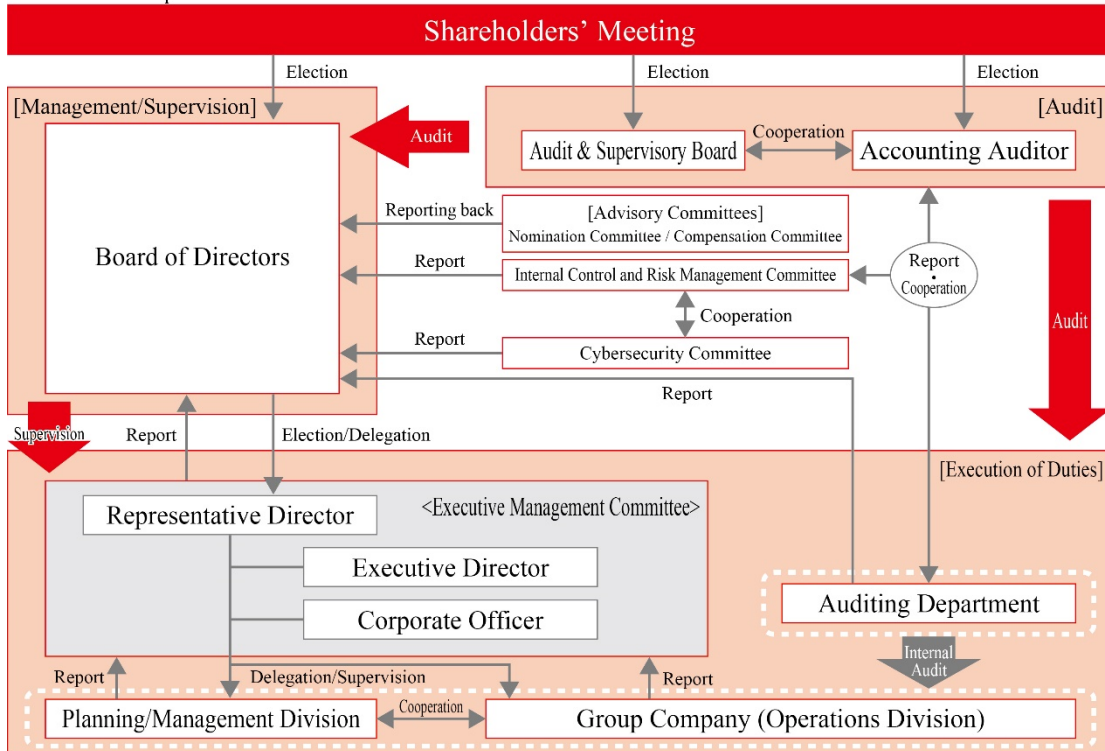 Shareholders' Meeting
Election
Election
Election
[Management/Supervision]
[Audit]
Audit
Cooperation
Audit & Supervisory Board
Accounting Auditor
Board of Directors
Reporting back
[Advisory Committees]
Nomination Committee / Compensation Committee
Report
Internal Control and Risk Management Committee
Report
・
Cooperation
Cooperation
Audit
Report
Cybersecurity Committee
Report
Supervision
Report
Election/Delegation
[Execution of Duties]
<Executive Management Committee>
Representative Director
Executive Director
Corporate Officer
Auditing Department
Internal
Audit
Report
Delegation/Supervision
Report
Planning/Management Division
Cooperation
Group Company (Operations Division)